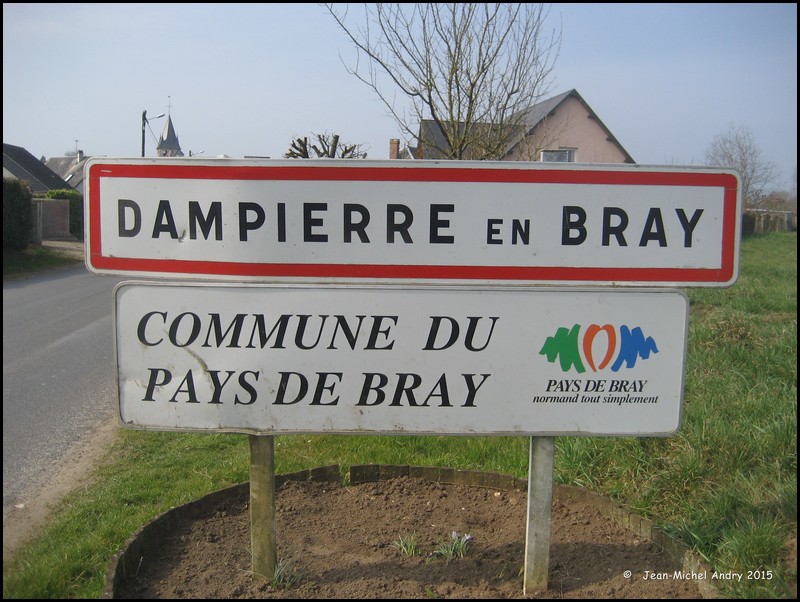 DAMPIERRE EN BRAY
COMMUNE DU
PAYS DE BRAY
PAYS DE BRAY
normand tout simplement
© Jean-Michel Andry 2015